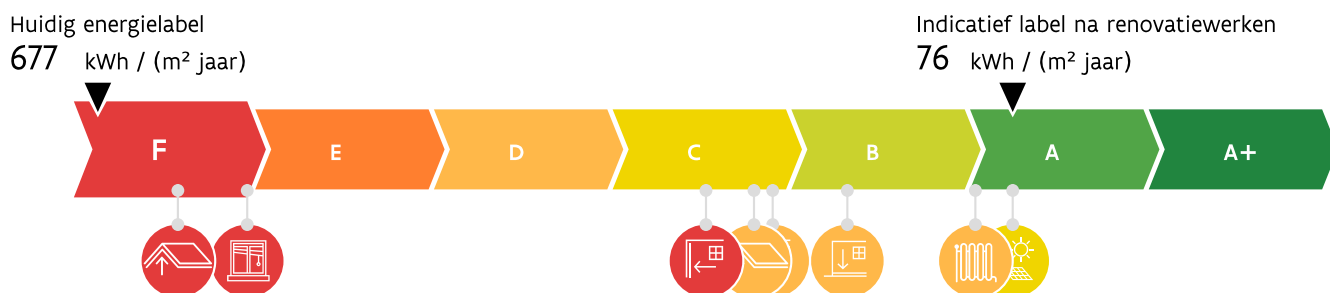 Huidig energielabel
677 kWh / (m² jaar)
Indicatief label na renovatiewerken
76 kWh / (m² jaar)
F E D C B A A+